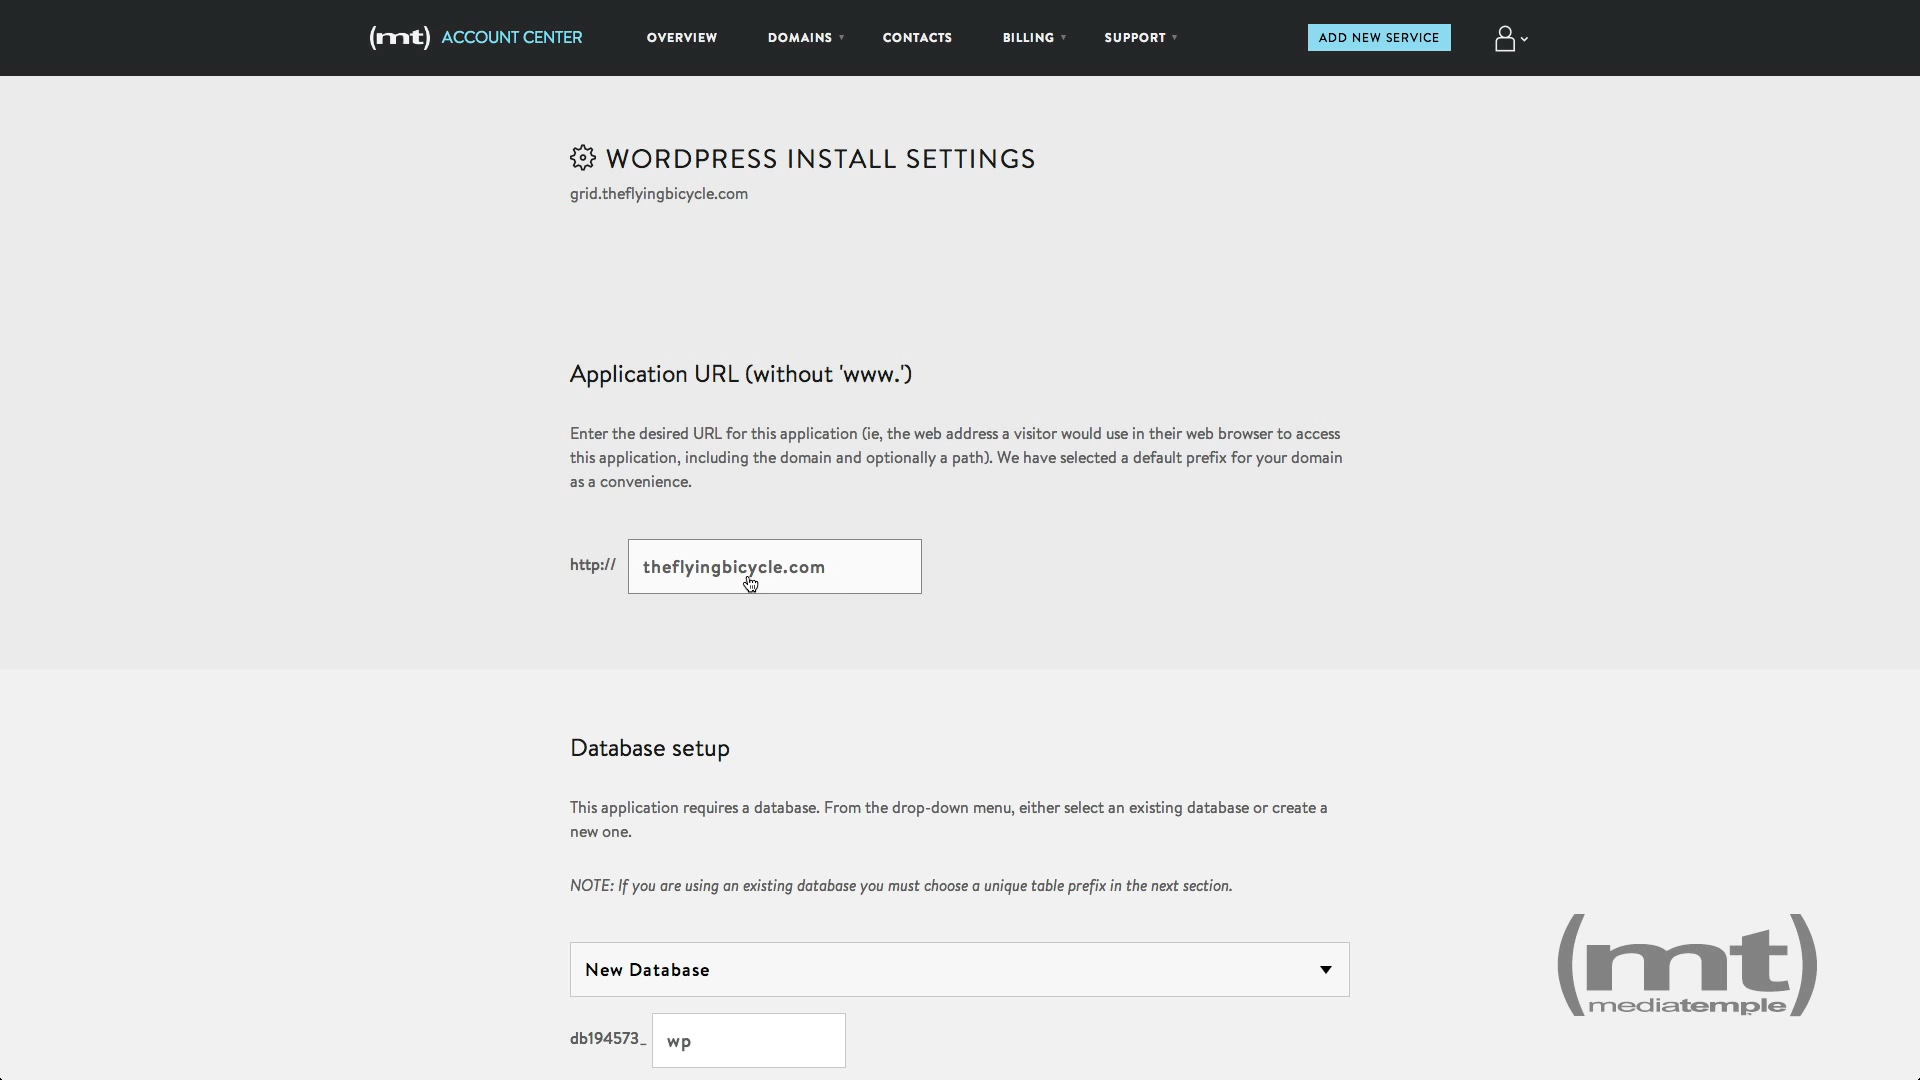 (mt) ACCOUNT CENTER OVERVIEW DOMAINS CONTACTS BILLING SUPPORT ADD NEW SERVICE
WORDPRESS INSTALL SETTINGS
grid.theflyingbicycle.com
Application URL (without 'www.')
Enter the desired URL for this application (ie, the web address a visitor would use in their web browser to access
this application, including the domain and optionally a path). We have selected a default prefix for your domain
as a convenience.
http:// theflyingbicycle.com
Database setup
This application requires a database. From the drop-down menu, either select an existing database or create a
new one.
NOTE: If you are using an existing database you must choose a unique table prefix in the next section.
New Database
db194573_ wp
(mt)
mediatemple